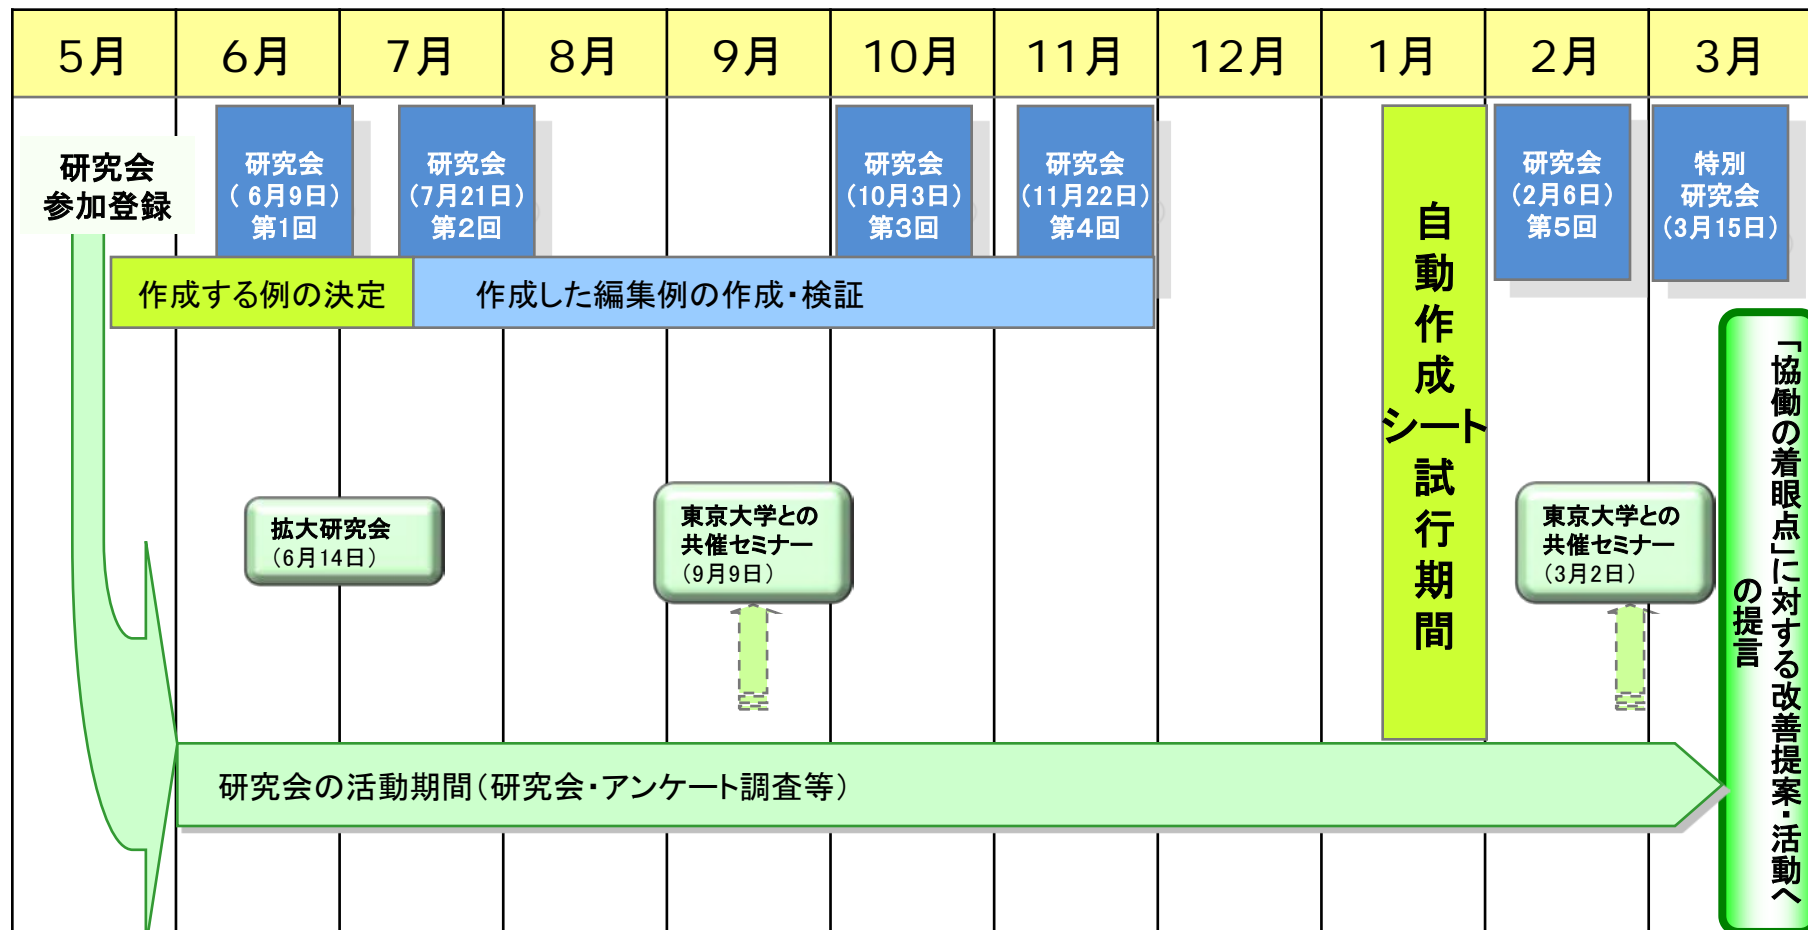 5月 6月 7月 8月 9月 10月 11月 12月 1月 2月 3月
研究会
参加登録
研究会
( 6月9日)
第1回
研究会
(7月21日)
第2回
研究会
(10月3日)
第3回
研究会
(11月22日)
第4回
研究会
(2月6日)
第5回
特別
研究会
(3月15日)
作成する例の決定
作成した編集例の作成・検証
自動作成シート試行期間
拡大研究会
(6月14日)
東京大学との
共催セミナー
(9月9日)
東京大学との
共催セミナー
(3月2日)
「協働の着眼点」に対する改善提案・活動へ
の提言
研究会の活動期間(研究会・アンケート調査等)